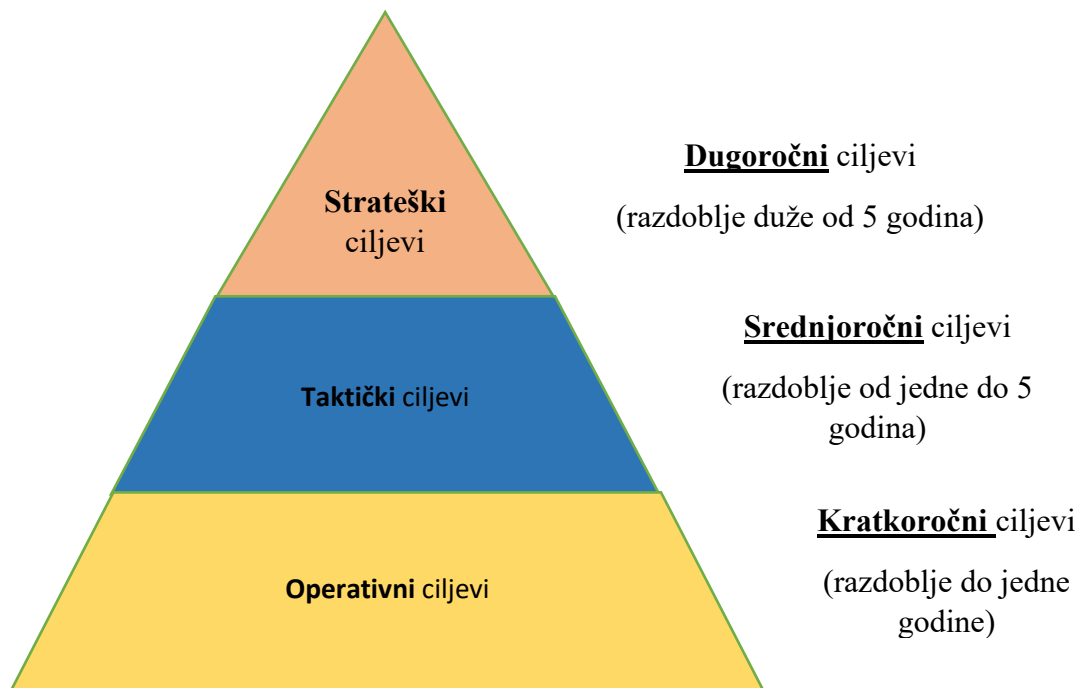 Strateški
ciljevi
Dugoročni ciljevi
(razdoblje duže od 5 godina)
Taktički ciljevi
Srednjoročni ciljevi
(razdoblje od jedne do 5
godina)
Operativni ciljevi
Kratkoročni ciljevi
(razdoblje do jedne
godine)